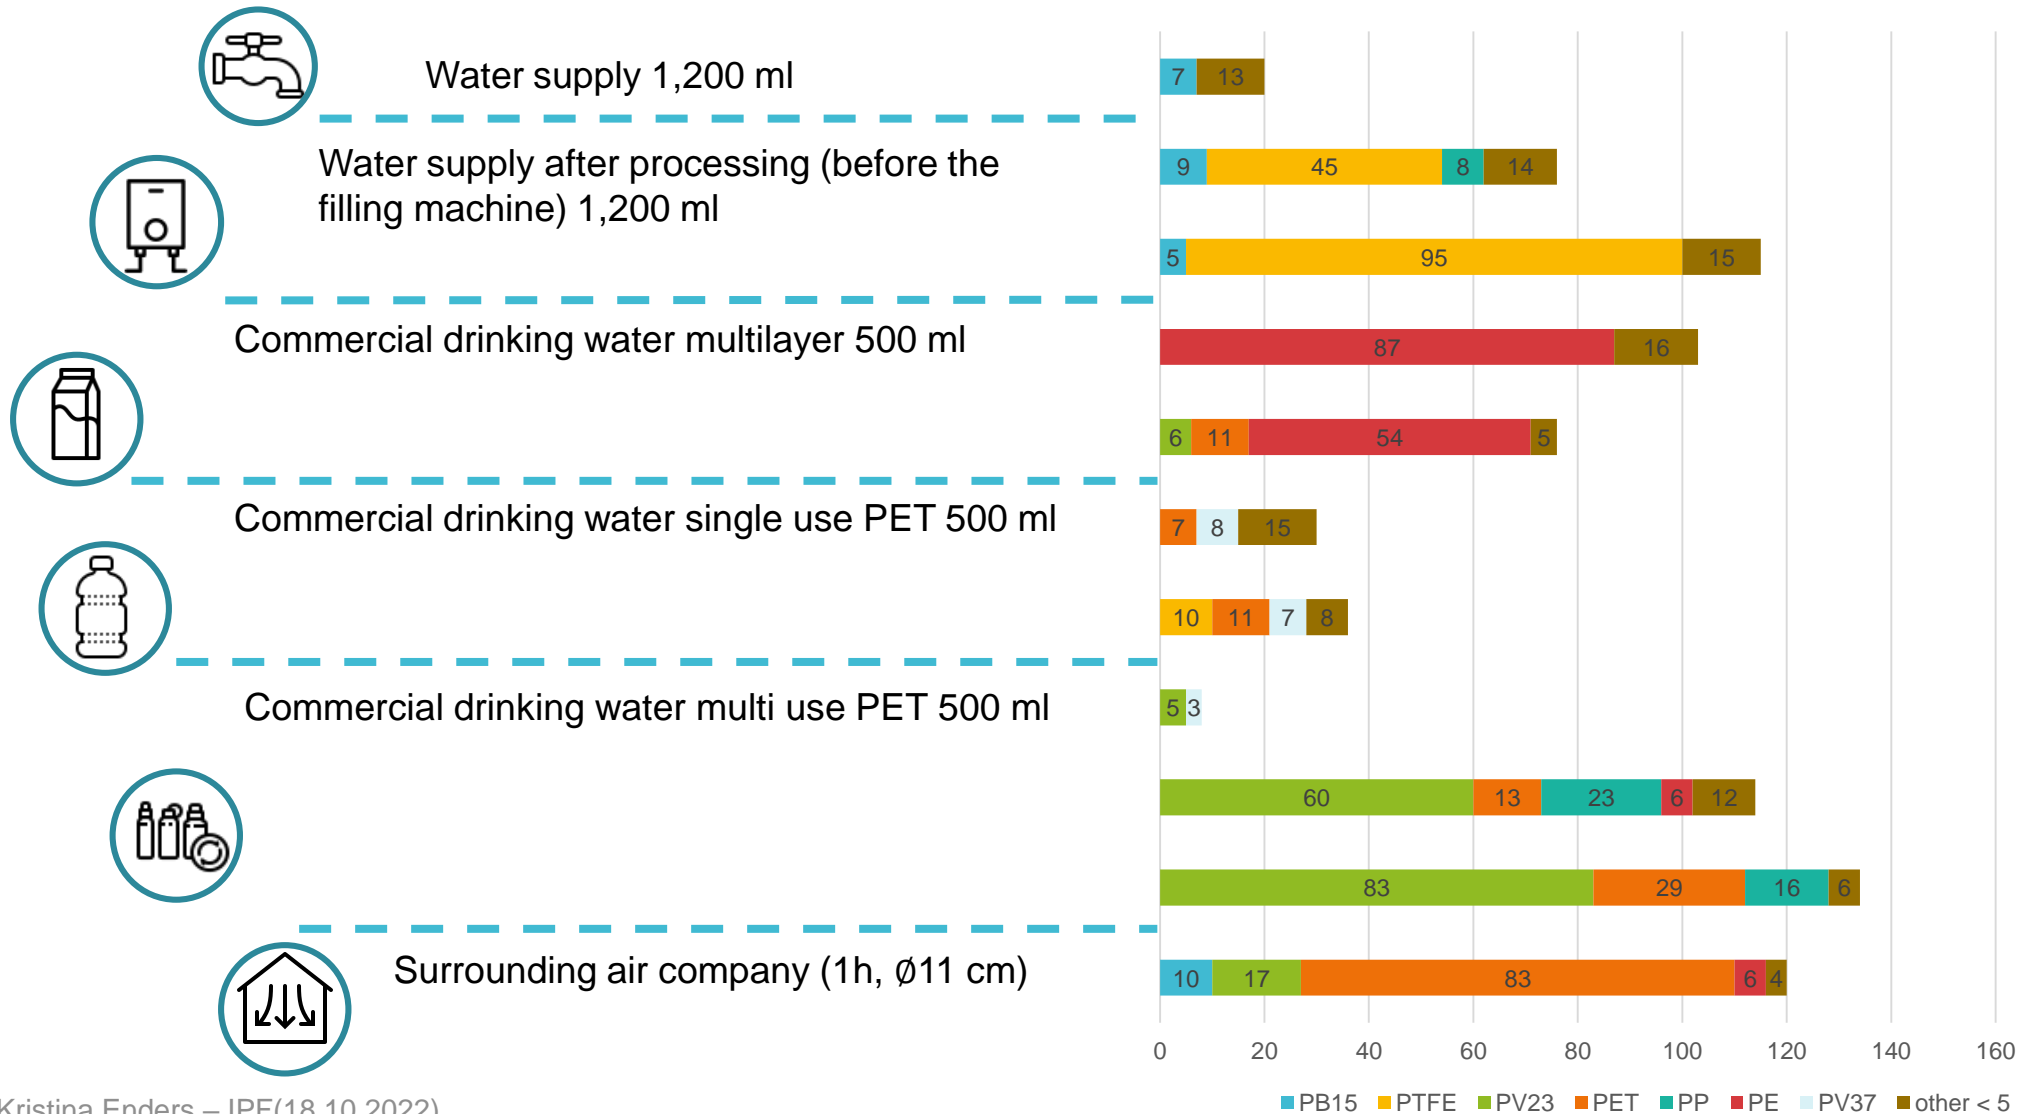 Water supply 1,200 ml
7 13
Water supply after processing (before the
filling machine) 1,200 ml
9 45 8 14
5 95 15
Commercial drinking water multilayer 500 ml
87 16
6 11 54 5
Commercial drinking water single use PET 500 ml
7 8 15
10 11 7 8
Commercial drinking water multi use PET 500 ml
5 3
60 13 23 6 12
83 29 16 6
Surrounding air company (1h, Ø11 cm)
10 17 83 6 4
0 20 40 60 80 100 120 140 160
PB15 PTFE PV23 PET PP PE PV37 other < 5
Kristina Enders – IPF(18.10.2022)